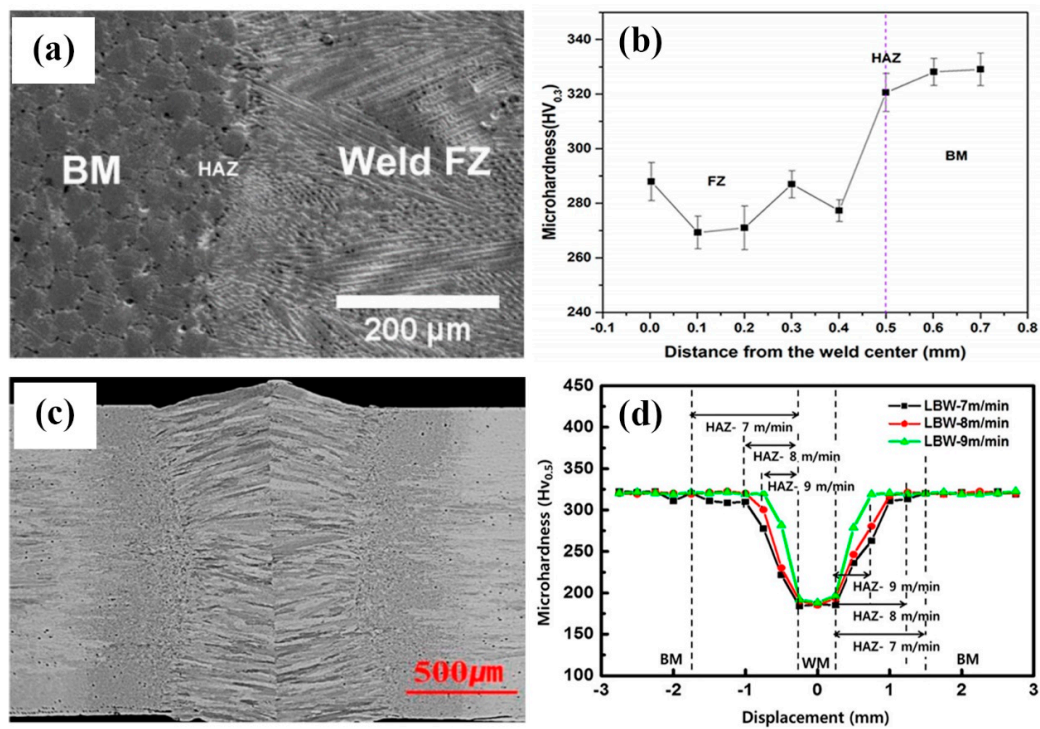 (a)
BM
HAZ
Weld FZ
200 μm
(b)
Microhardness(HV0.3)
340
320
300
280
260
240
HAZ
FZ
BM
-0.1 0.0 0.1 0.2 0.3 0.4 0.5 0.6 0.7 0.8
Distance from the weld center (mm)
(c)
500μm
(d)
Microhardness (Hv0.5)
450
400
350
300
250
200
150
100
LBW-7m/min
LBW-8m/min
LBW-9m/min
HAZ- 7 m/min
HAZ- 8 m/min
HAZ- 9 m/min
HAZ- 9 m/min
HAZ- 8 m/min
HAZ- 7 m/min
BM WM BM
-3 -2 -1 0 1 2 3
Displacement (mm)